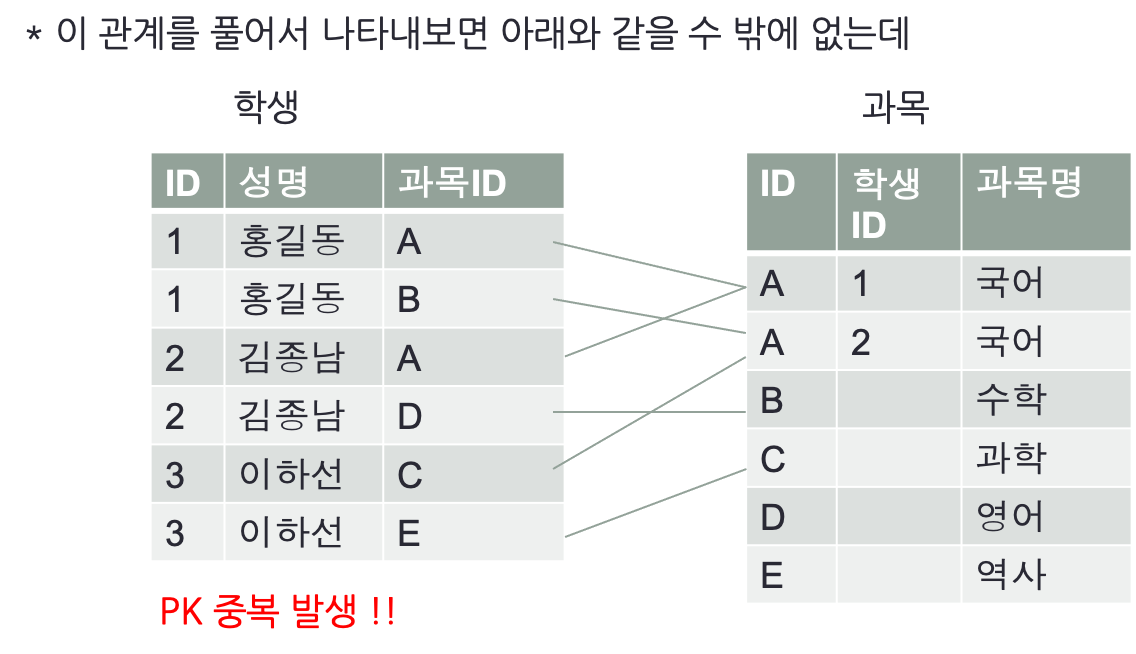 * 이 관계를 풀어서 나타내보면 아래와 같을 수 밖에 없는데
학생
ID 성명 과목ID
1 홍길동 A
1 홍길동 B
2 김종남 A
2 김종남 D
3 이하선 C
3 이하선 E
PK 중복 발생 !!
과목
ID 학생 과목명
ID
A 1 국어
A 2 국어
B 수학
C 과학
D 영어
E 역사